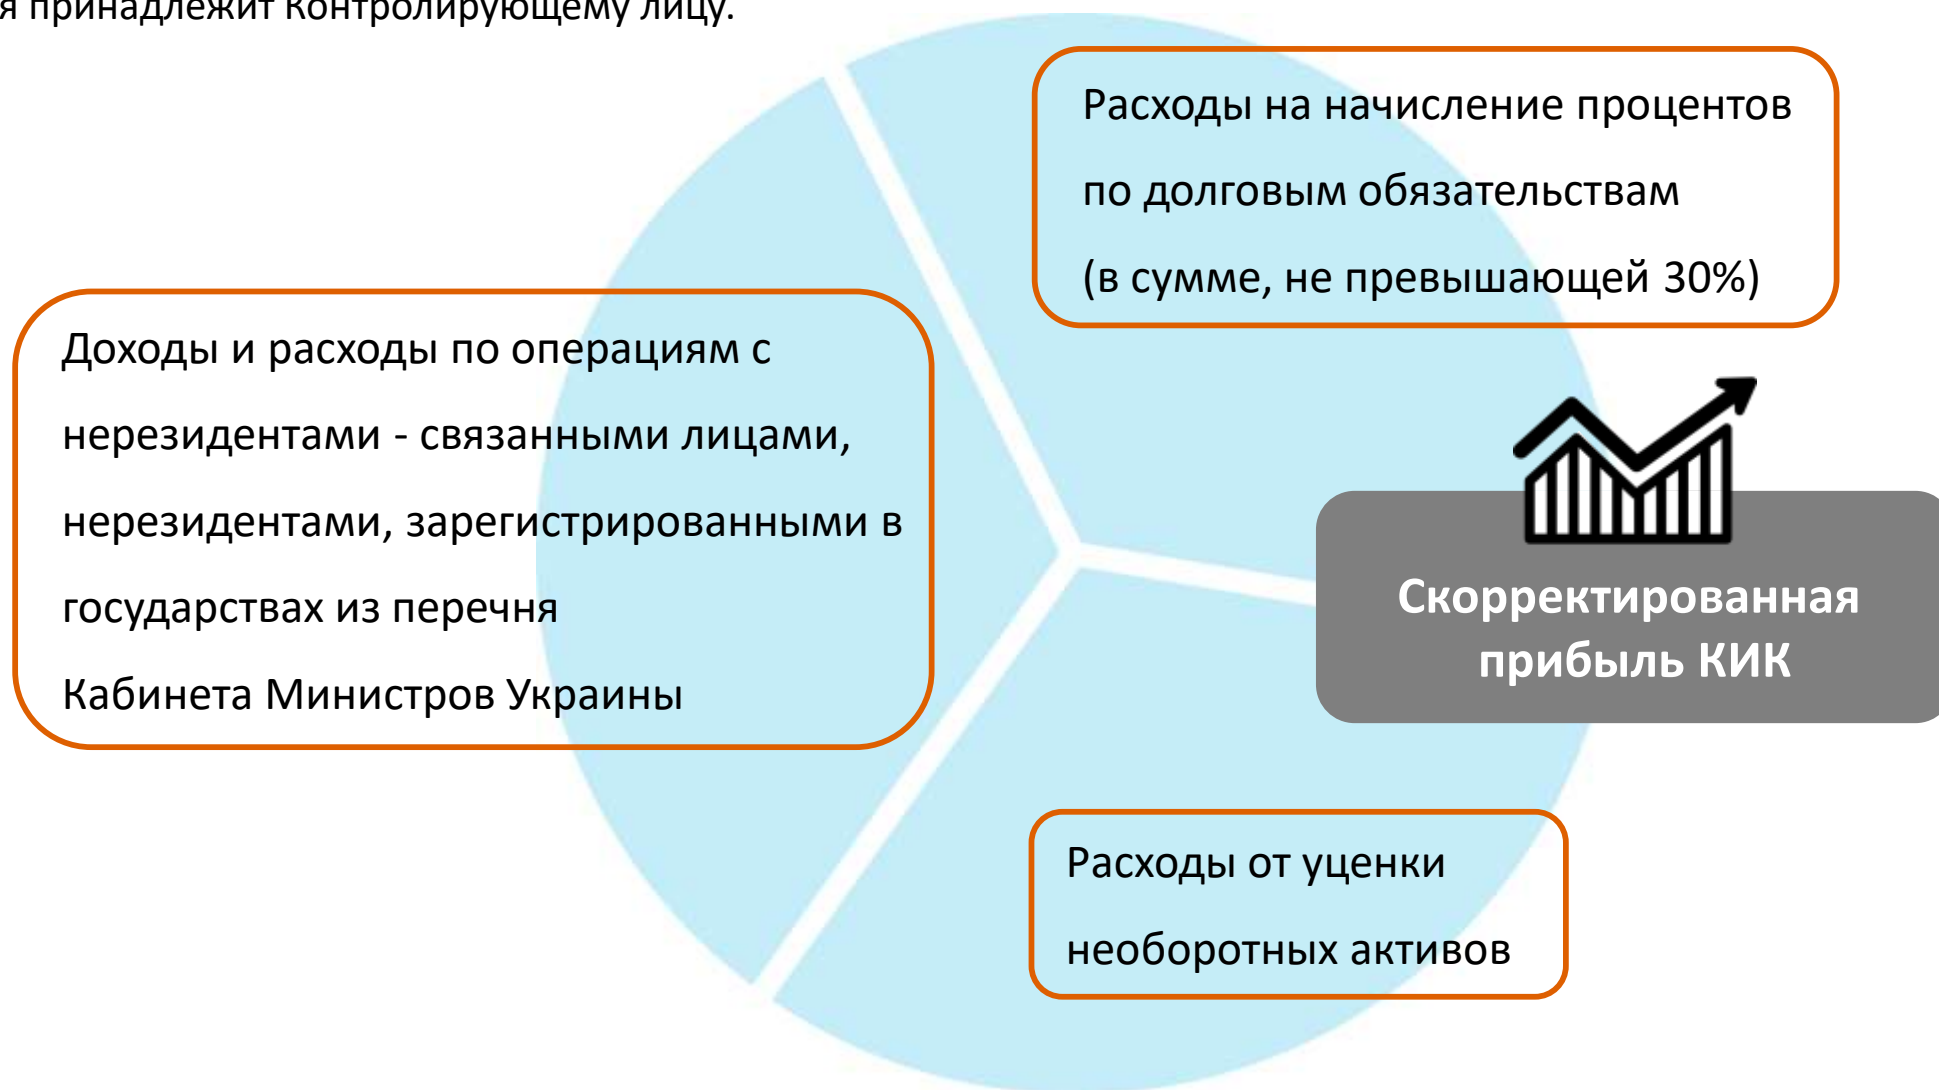 я принадлежит Контролирующему лицу.
Расходы на начисление процентов
по долговым обязательствам
(в сумме, не превышающей 30%)
Доходы и расходы по операциям с
нерезидентами - связанными лицами,
нерезидентами, зарегистрированными в
государствах из перечня
Кабинета Министров Украины
Скорректированная
прибыль КИК
Расходы от уценки
необоротных активов